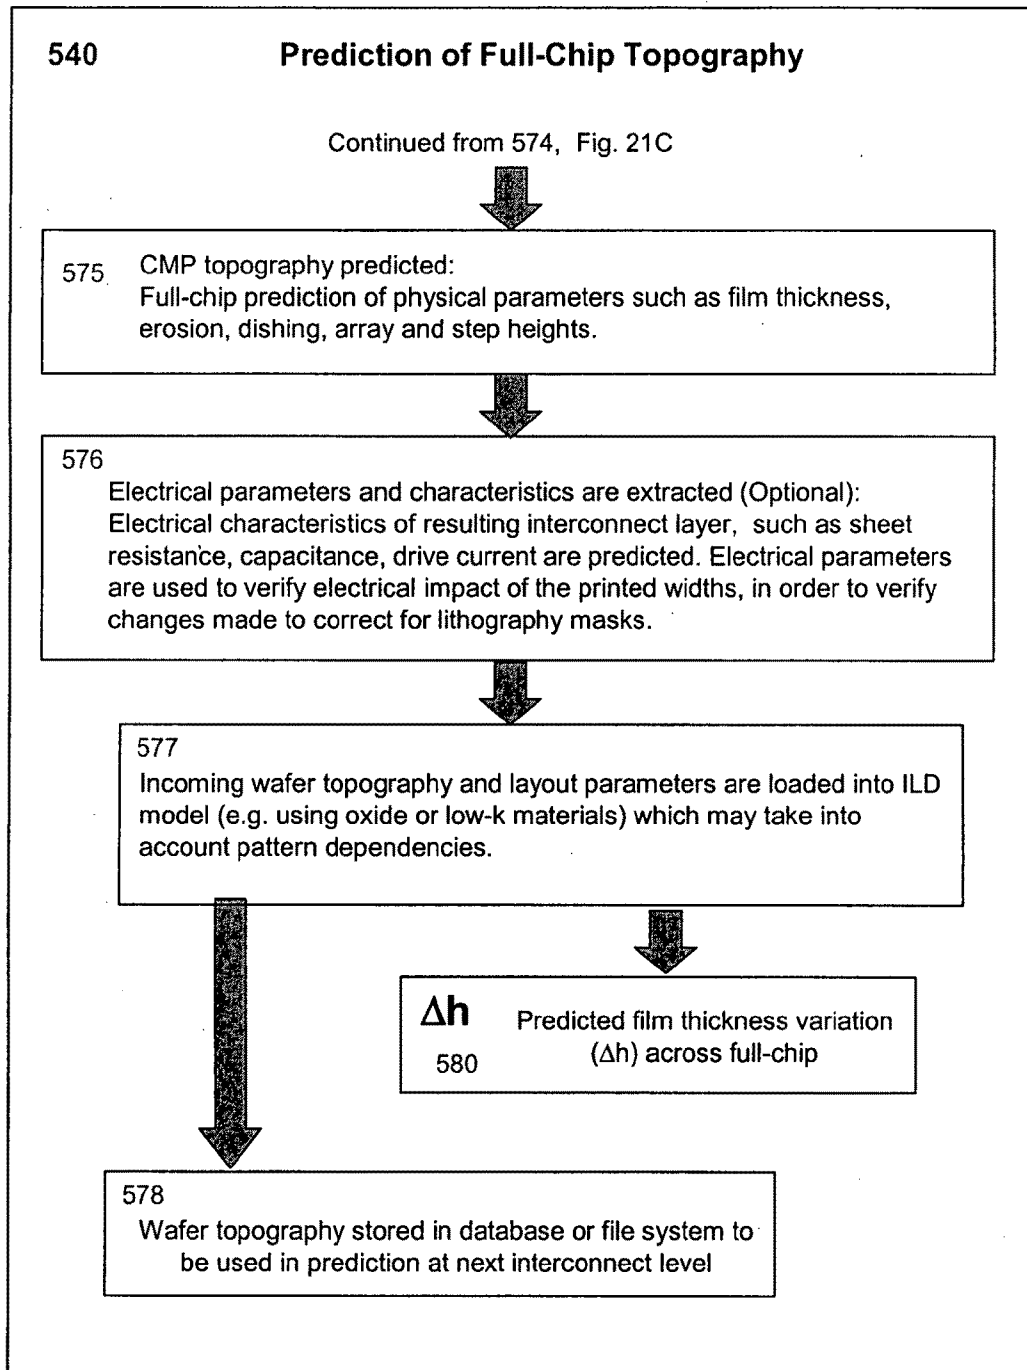 540 Prediction of Full-Chip Topography
Continued from 574, Fig. 21C
575 CMP topography predicted:
Full-chip prediction of physical parameters such as film thickness,
erosion, dishing, array and step heights.
576
Electrical parameters and characteristics are extracted (Optional):
Electrical characteristics of resulting interconnect layer, such as sheet
resistance, capacitance, drive current are predicted. Electrical parameters
are used to verify electrical impact of the printed widths, in order to verify
changes made to correct for lithography masks.
577
Incoming wafer topography and layout parameters are loaded into ILD
model (e.g. using oxide or low-k materials) which may take into
account pattern dependencies.
Δh
580
Predicted film thickness variation
(Δh) across full-chip
578
Wafer topography stored in database or file system to
be used in prediction at next interconnect level